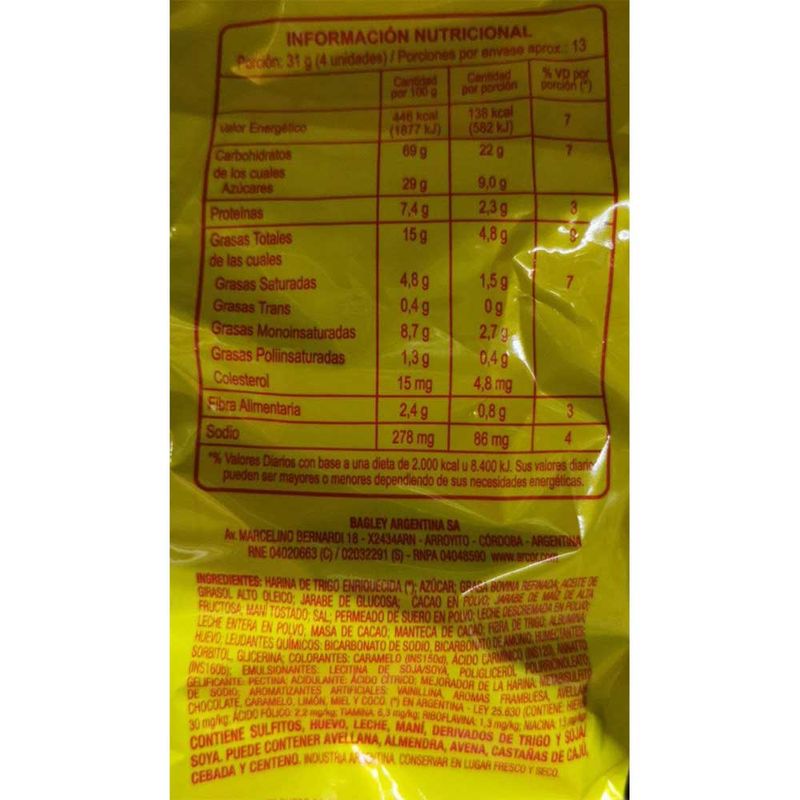 INFORMACIÓN NUTRICIONAL
Porción: 31 g (4 unidades) / Porciones por envase aprox.: 13
Cantidad por 100 g Cantidad por porción % VD por porción (*)
Valor Energético 446 kcal (1877 kJ) 138 kcal (582 kJ) 7
Carbohidratos 69 g 22 g 7
de los cuales
Azúcares 29 g 9,0 g
Proteínas 7,4 g 2,3 g 3
Grasas Totales 15 g 4,8 g 9
de las cuales
Grasas Saturadas 4,8 g 1,5 g 7
Grasas Trans 0,4 g 0 g
Grasas Monoinsaturadas 8,7 g 2,7 g
Grasas Poliinsaturadas 1,3 g 0,4 g
Colesterol 15 mg 4,8 mg
Fibra Alimentaria 2,4 g 0,8 g 3
Sodio 278 mg 86 mg 4
*% Valores Diarios con base a una dieta de 2.000 kcal u 8.400 kJ. Sus valores diarios
pueden ser mayores o menores dependiendo de sus necesidades energéticas.
BAGLEY ARGENTINA SA
Av. MARCELINO BERNARDI 18 - X2434ARN - ARROYITO - CÓRDOBA - ARGENTINA
RNE 04020663 (C) / 02032291 (S) - RNPA 04048590 www.arcor.com
INGREDIENTES: HARINA DE TRIGO ENRIQUECIDA (*); AZÚCAR; GRASA BOVINA REFINADA; ACEITE DE
GIRASOL ALTO OLEICO; JARABE DE GLUCOSA; CACAO EN POLVO; JARABE DE MAÍZ DE ALTA
FRUCTOSA; MANÍ TOSTADO; SAL; PERMEADO DE SUERO EN POLVO; LECHE DESCREMADA EN POLVO;
LECHE ENTERA EN POLVO; MASA DE CACAO; MANTECA DE CACAO; FIBRA DE TRIGO; ALBÚMINA
HUEVO; LEUDANTES QUÍMICOS: BICARBONATO DE SODIO, BICARBONATO DE AMONIO; HUMECTANTES:
SORBITOL, GLICERINA; COLORANTES: CARAMELO (INS150d), ÁCIDO CARMÍNICO (INS120), ANNATTO
(INS160b); EMULSIONANTES: LECITINA DE SOJA/SOYA, POLIGLICEROL POLIRRICINOLEATO;
GELIFICANTE: PECTINA; ACIDULANTE: ÁCIDO CÍTRICO; MEJORADOR DE LA HARINA: METABISULFITO
DE SODIO; AROMATIZANTES ARTIFICIALES: VAINILLINA, AROMAS FRAMBUESA, AVELLANA
CHOCOLATE, CARAMELO, LIMÓN, MIEL Y COCO. (*) EN ARGENTINA - LEY 25.630 (CONTIENE
30 mg/kg; ÁCIDO FÓLICO: 2,2 mg/kg; TIAMINA: 6,3 mg/kg; RIBOFLAVINA: 1,3 mg/kg; NIACINA:
CONTIENE SULFITOS, HUEVO, LECHE, MANÍ, DERIVADOS DE TRIGO Y SOJA/
SOYA. PUEDE CONTENER AVELLANA, ALMENDRA, AVENA, CASTAÑAS DE CAJÚ,
CEBADA Y CENTENO. INDUSTRIA ARGENTINA. CONSERVAR EN LUGAR FRESCO Y SECO.